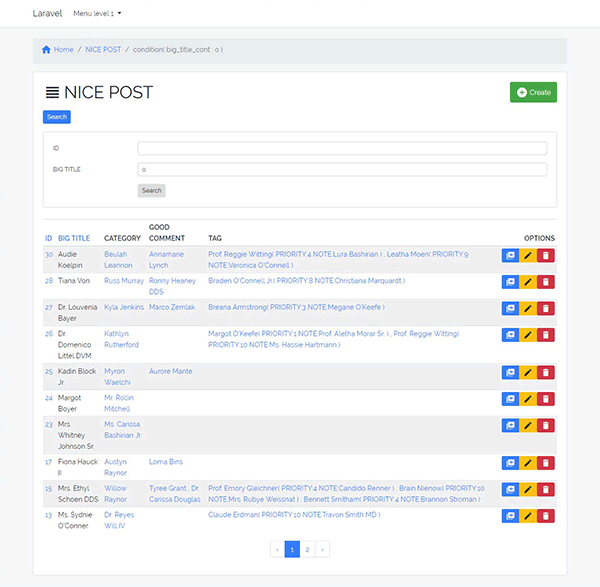 Laravel Menu level 1
Home / NICE POST / condition( big_title_cont : o )
NICE POST
Create
Search
ID
BIG TITLE
o
Search
ID BIG TITLE CATEGORY GOOD COMMENT TAG OPTIONS
30 Audie Koelpin Beulah Leannon Annamarie Lynch Prof. Reggie Witting( PRIORITY:4 NOTE:Lura Bashirian ) , Leatha Moen( PRIORITY:9 NOTE:Veronica O'Connell )
28 Tiana Von Russ Murray Ronny Heaney DDS Braden O'Connell Jr.( PRIORITY:8 NOTE:Christiana Marquardt )
27 Dr. Louvenia Bayer Kyla Jenkins Marco Zemlak Breana Armstrong( PRIORITY:3 NOTE:Megane O'Keefe )
26 Dr. Domenico Littel DVM Kathlyn Rutherford Margot O'Keefe( PRIORITY:1 NOTE:Prof. Aletha Morar Sr. ) , Prof. Reggie Witting( PRIORITY:10 NOTE:Ms. Hassie Hartmann )
25 Kadin Block Jr. Myron Waelchi Aurore Mante
24 Margot Boyer Mr. Rollin Mitchell
23 Mrs. Whitney Johnson Sr. Ms. Carissa Bashirian Jr.
17 Fiona Hauck II Austyn Raynor Loma Bins
15 Mrs. Ethyl Schoen DDS Willow Raynor Tyree Grant , Dr. Carissa Douglas Prof. Emory Gleichner( PRIORITY:4 NOTE:Candido Renner ) , Brain Nienow( PRIORITY:10 NOTE:Mrs. Rubye Weissnat ) , Bennett Smitham( PRIORITY:4 NOTE:Brannon Stroman )
13 Ms. Sydnie O'Conner Dr. Reyes Will IV Claude Erdman( PRIORITY:10 NOTE:Travon Smith MD )
‹ 1 2 ›